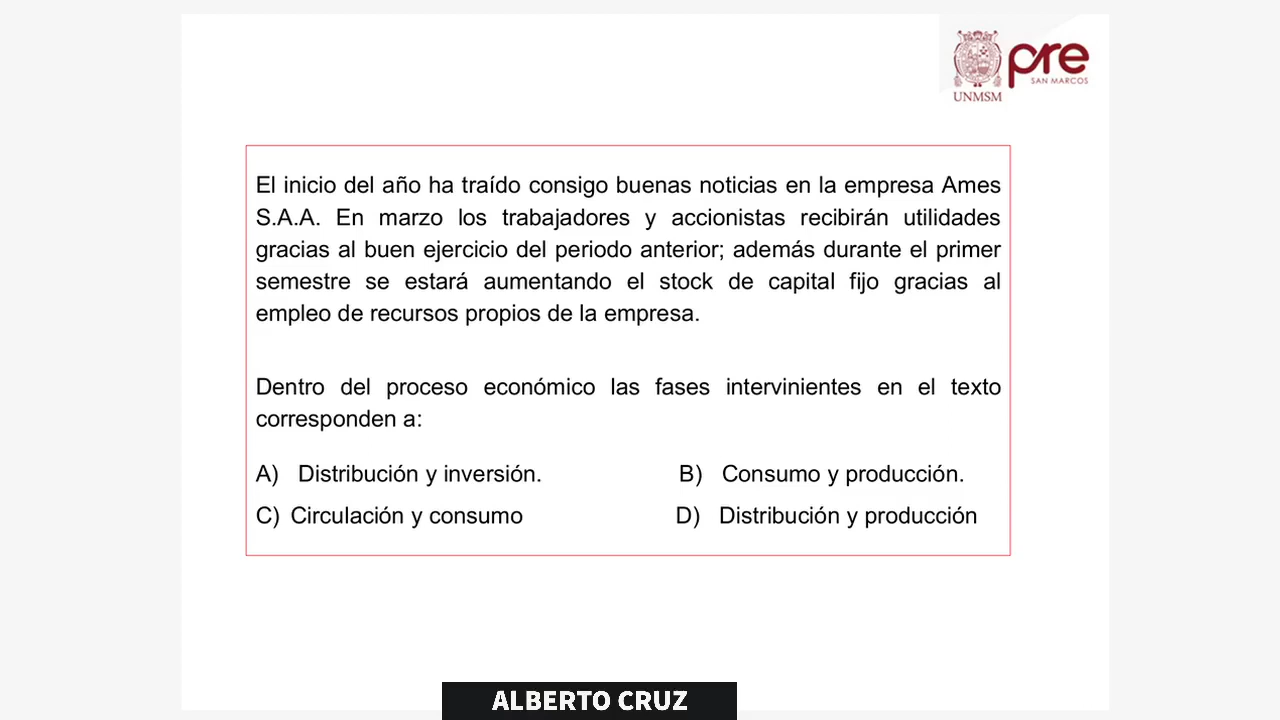 pre
SAN MARCOS
UNMSM
El inicio del año ha traído consigo buenas noticias en la empresa Ames
S.A.A. En marzo los trabajadores y accionistas recibirán utilidades
gracias al buen ejercicio del periodo anterior; además durante el primer
semestre se estará aumentando el stock de capital fijo gracias al
empleo de recursos propios de la empresa.
Dentro del proceso económico las fases intervinientes en el texto
corresponden a:
A) Distribución y inversión. B) Consumo y producción.
C) Circulación y consumo D) Distribución y producción
ALBERTO CRUZ